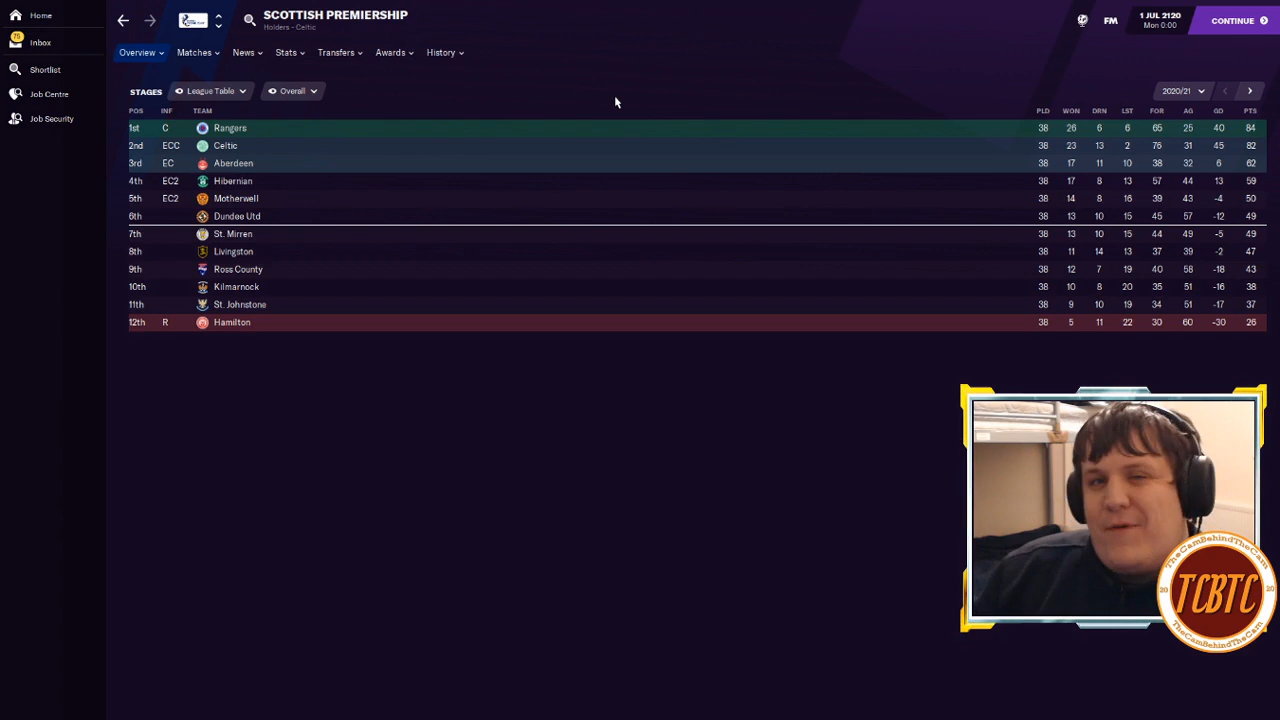 Home
SCOTTISH PREMIERSHIP
Holders - Celtic
FM
1 JUL 2120
Mon 0:00
CONTINUE
75
Inbox
Overview Matches News Stats Transfers Awards History
Shortlist
Job Centre
Job Security
STAGES League Table Overall 2020/21
POS INF TEAM PLD WON DRN LST FOR AG GD PTS
1st C Rangers 38 26 6 6 65 25 40 84
2nd ECC Celtic 38 23 13 2 76 31 45 82
3rd EC Aberdeen 38 17 11 10 38 32 6 62
4th EC2 Hibernian 38 17 8 13 57 44 13 59
5th EC2 Motherwell 38 14 8 16 39 43 -4 50
6th Dundee Utd 38 13 10 15 45 57 -12 49
7th St. Mirren 38 13 10 15 44 49 -5 49
8th Livingston 38 11 14 13 37 39 -2 47
9th Ross County 38 12 7 19 40 58 -18 43
10th Kilmarnock 38 10 8 20 35 51 -16 38
11th St. Johnstone 38 9 10 19 34 51 -17 37
12th R Hamilton 38 5 11 22 30 60 -30 26
TheCamBehindTheCam
20 TCBTC 20
TheCamBehindTheCam